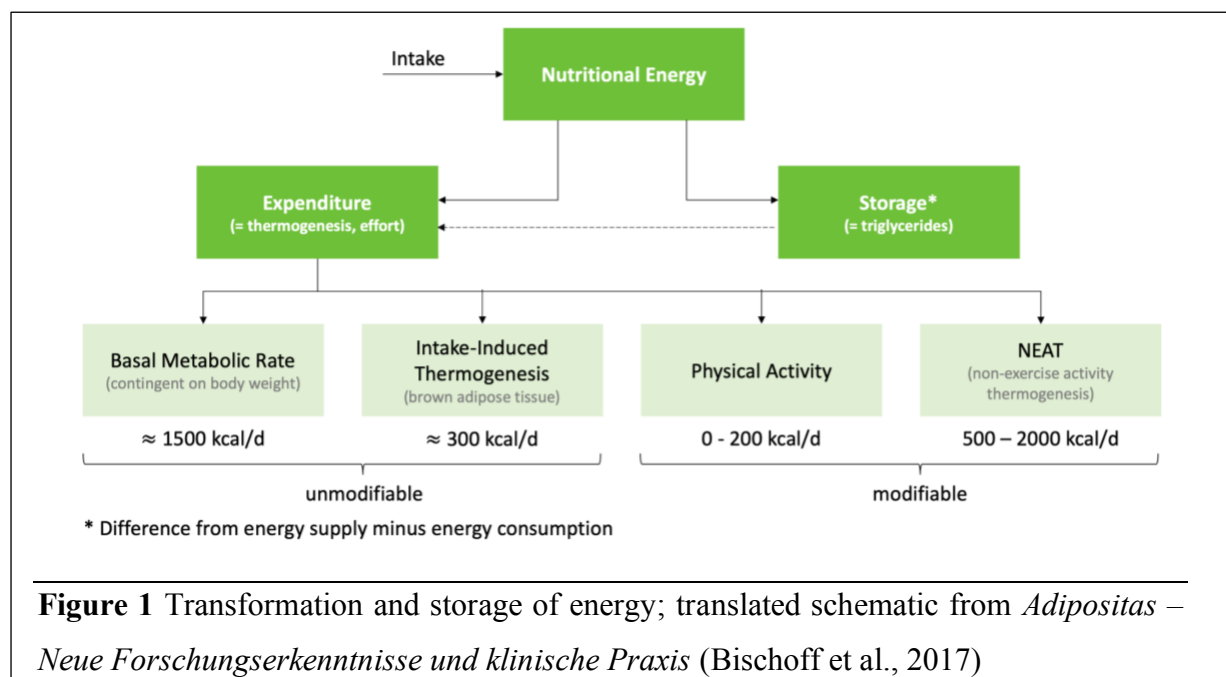 Intake
Nutritional Energy
Expenditure
(= thermogenesis, effort)
Storage*
(= triglycerides)
Basal Metabolic Rate
(contingent on body weight)
Intake-Induced
Thermogenesis
(brown adipose tissue)
Physical Activity
NEAT
(non-exercise activity
thermogenesis)
≈ 1500 kcal/d
≈ 300 kcal/d
0 - 200 kcal/d
500 – 2000 kcal/d
unmodifiable
modifiable
* Difference from energy supply minus energy consumption
Figure 1 Transformation and storage of energy; translated schematic from Adipositas –
Neue Forschungserkenntnisse und klinische Praxis (Bischoff et al., 2017)